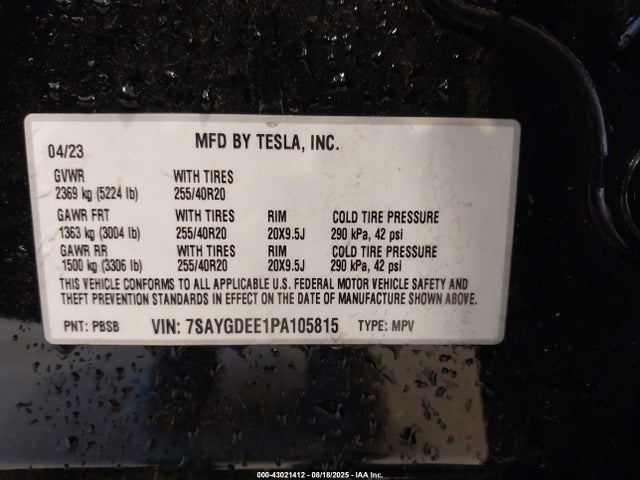 04/23 MFD BY TESLA, INC.
GVWR WITH TIRES
2369 kg (5224 lb) 255/40R20
GAWR FRT WITH TIRES RIM COLD TIRE PRESSURE
1363 kg (3004 lb) 255/40R20 20X9.5J 290 kPa, 42 psi
GAWR RR WITH TIRES RIM COLD TIRE PRESSURE
1500 kg (3306 lb) 255/40R20 20X9.5J 290 kPa, 42 psi
THIS VEHICLE CONFORMS TO ALL APPLICABLE U.S. FEDERAL MOTOR VEHICLE SAFETY AND
THEFT PREVENTION STANDARDS IN EFFECT ON THE DATE OF MANUFACTURE SHOWN ABOVE.
PNT: PBSB VIN: 7SAYGDEE1PA105815 TYPE: MPV
000-43021412 - 08/18/2025 - IAA Inc.